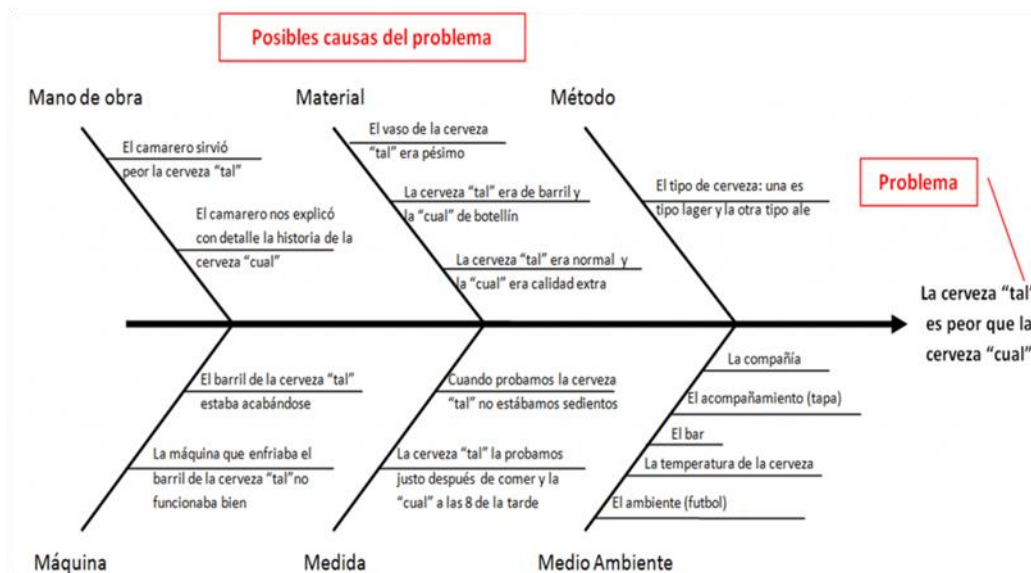 Posibles causas del problema
Mano de obra
Material
Método
El camarero sirvió
peor la cerveza "tal"
El camarero nos explicó
con detalle la historia de la
cerveza "cual"
El vaso de la cerveza
"tal" era pésimo
La cerveza "tal" era de barril y
la "cual" de botellín
La cerveza "tal" era normal y
la "cual" era calidad extra
El tipo de cerveza: una es
tipo lager y la otra tipo ale
Problema
La cerveza "tal"
es peor que la
cerveza "cual"
El barril de la cerveza "tal"
estaba acabándose
La máquina que enfriaba el
barril de la cerveza "tal"no
funcionaba bien
Cuando probamos la cerveza
"tal" no estábamos sedientos
La cerveza "tal" la probamos
justo después de comer y la
"cual" a las 8 de la tarde
La compañía
El acompañamiento (tapa)
El bar
La temperatura de la cerveza
El ambiente (futbol)
Máquina
Medida
Medio Ambiente